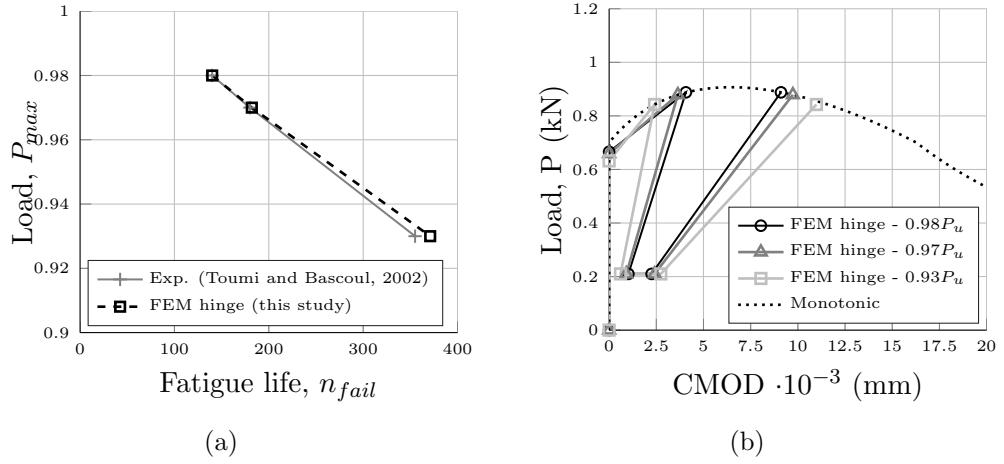 1
0.98
0.96
0.94
0.92
0.9
Load, P_max
0 100 200 300 400
Fatigue life, n_fail
Exp. (Toumi and Bascoul, 2002)
FEM hinge (this study)
(a)
1.2
1
0.8
0.6
0.4
0.2
0
Load, P (kN)
0 2.5 5 7.5 10 12.5 15 17.5 20
CMOD ·10⁻³ (mm)
FEM hinge - 0.98P_u
FEM hinge - 0.97P_u
FEM hinge - 0.93P_u
Monotonic
(b)